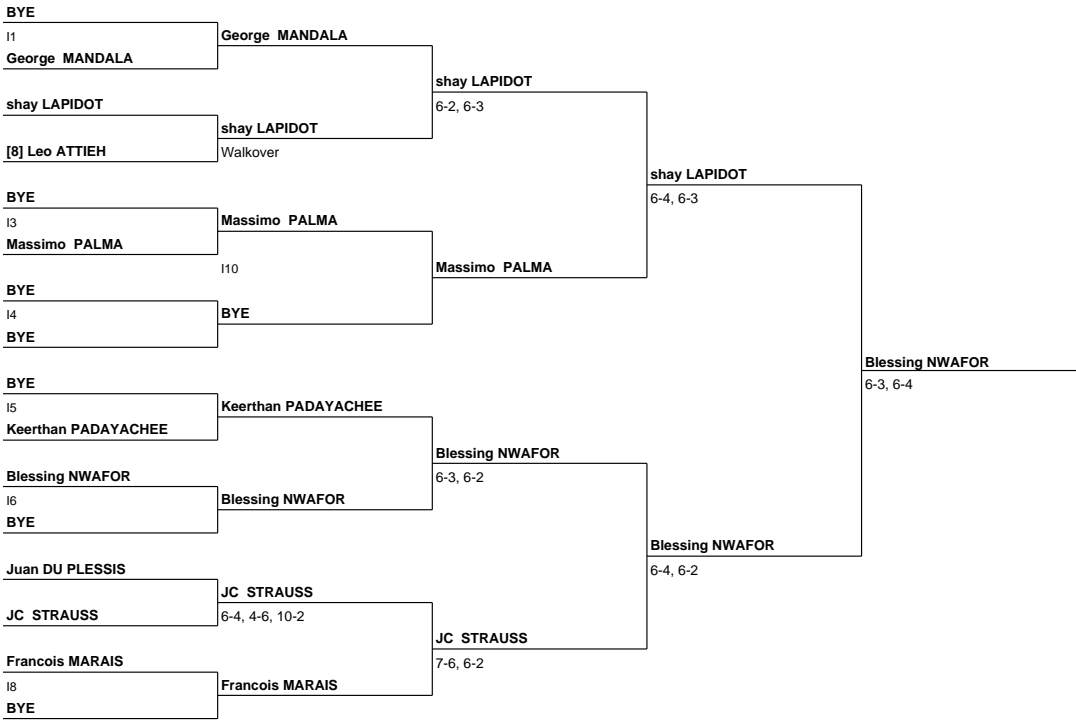 BYE
I1
George MANDALA
shay LAPIDOT
[8] Leo ATTIEH
BYE
I3
Massimo PALMA
BYE
I4
BYE
BYE
I5
Keerthan PADAYACHEE
Blessing NWAFOR
I6
BYE
Juan DU PLESSIS
JC STRAUSS
Francois MARAIS
I8
BYE
George MANDALA
shay LAPIDOT
Walkover
Massimo PALMA
I10
BYE
Keerthan PADAYACHEE
Blessing NWAFOR
JC STRAUSS
6-4, 4-6, 10-2
Francois MARAIS
shay LAPIDOT
6-2, 6-3
Massimo PALMA
Blessing NWAFOR
6-3, 6-2
JC STRAUSS
7-6, 6-2
shay LAPIDOT
6-4, 6-3
Blessing NWAFOR
6-4, 6-2
Blessing NWAFOR
6-3, 6-4